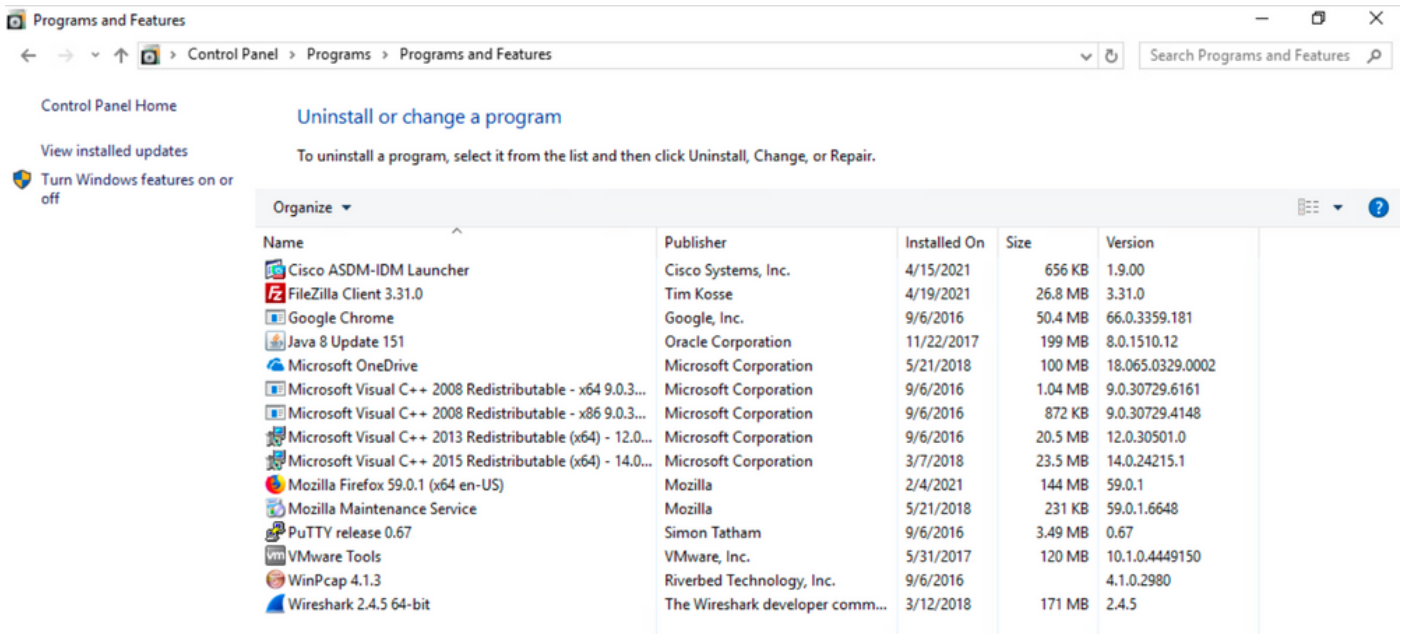 Programs and Features
Control Panel > Programs > Programs and Features
Search Programs and Features
Control Panel Home
View installed updates
Turn Windows features on or
off
Uninstall or change a program
To uninstall a program, select it from the list and then click Uninstall, Change, or Repair.
Organize
Name Publisher Installed On Size Version
Cisco ASDM-IDM Launcher Cisco Systems, Inc. 4/15/2021 656 KB 1.9.00
FileZilla Client 3.31.0 Tim Kosse 4/19/2021 26.8 MB 3.31.0
Google Chrome Google, Inc. 9/6/2016 50.4 MB 66.0.3359.181
Java 8 Update 151 Oracle Corporation 11/22/2017 199 MB 8.0.1510.12
Microsoft OneDrive Microsoft Corporation 5/21/2018 100 MB 18.065.0329.0002
Microsoft Visual C++ 2008 Redistributable - x64 9.0.3... Microsoft Corporation 9/6/2016 1.04 MB 9.0.30729.6161
Microsoft Visual C++ 2008 Redistributable - x86 9.0.3... Microsoft Corporation 9/6/2016 872 KB 9.0.30729.4148
Microsoft Visual C++ 2013 Redistributable (x64) - 12.0... Microsoft Corporation 9/6/2016 20.5 MB 12.0.30501.0
Microsoft Visual C++ 2015 Redistributable (x64) - 14.0... Microsoft Corporation 3/7/2018 23.5 MB 14.0.24215.1
Mozilla Firefox 59.0.1 (x64 en-US) Mozilla 2/4/2021 144 MB 59.0.1
Mozilla Maintenance Service Mozilla 5/21/2018 231 KB 59.0.1.6648
PuTTY release 0.67 Simon Tatham 9/6/2016 3.49 MB 0.67
VMware Tools VMware, Inc. 5/31/2017 120 MB 10.1.0.4449150
WinPcap 4.1.3 Riverbed Technology, Inc. 9/6/2016 4.1.0.2980
Wireshark 2.4.5 64-bit The Wireshark developer comm... 3/12/2018 171 MB 2.4.5